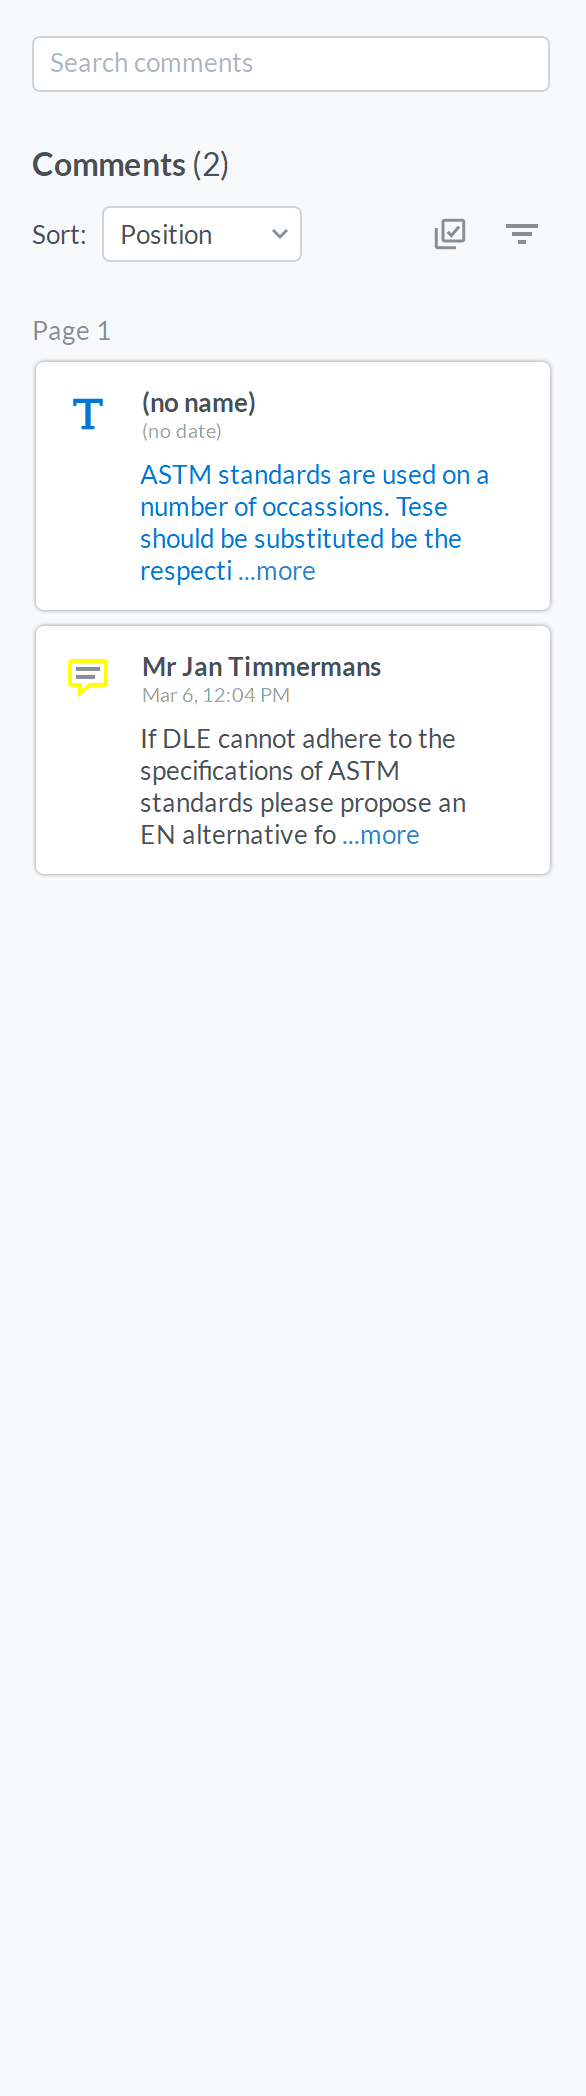 Search comments
Comments (2)
Sort:
Position
Page 1
(no name)
(no date)
ASTM standards are used on a
number of occassions. Tese
should be substituted be the
respecti ...more
Mr Jan Timmermans
Mar 6, 12:04 PM
If DLE cannot adhere to the
specifications of ASTM
standards please propose an
EN alternative fo ...more